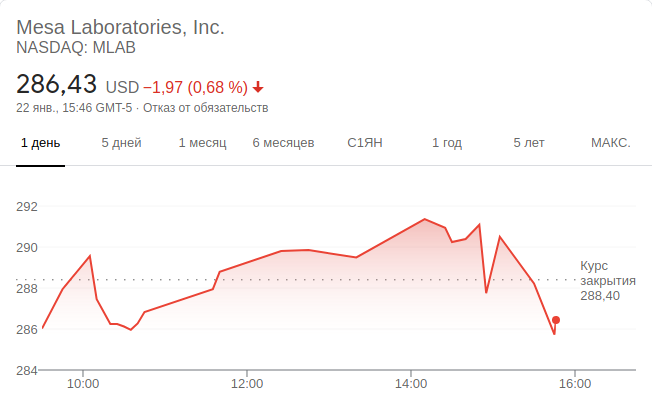 Mesa Laboratories, Inc.
NASDAQ: MLAB
286,43 USD −1,97 (0,68 %)
22 янв., 15:46 GMT-5 · Отказ от обязательств
1 день 5 дней 1 месяц 6 месяцев С1ЯН 1 год 5 лет МАКС.
292
290
288
286
284
Курс
закрытия
288,40
10:00 12:00 14:00 16:00